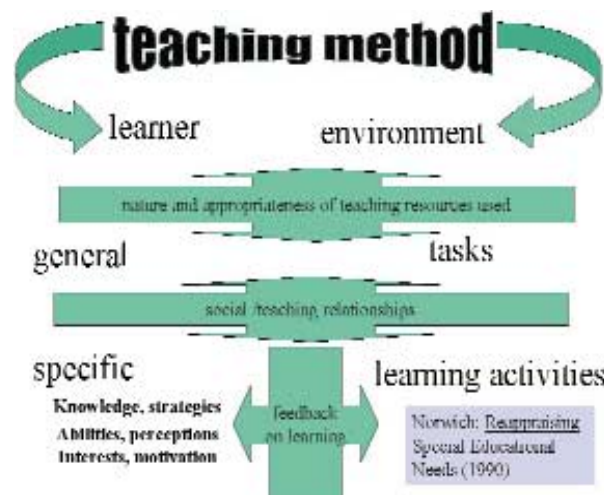 teaching method
learner
environment
nature and appropriateness of teaching resources used
general
tasks
social /teaching relationships
specific
learning activities
Knowledge, strategies
Abilities, perceptions
Interests, motivation
feedback
on learning
Norwich: Reappraising
Special Educational
Needs (1990)